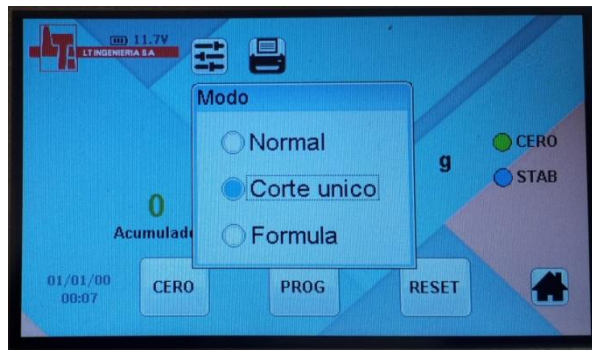 11.7V
LT INGENIERIA S A
Modo
Normal
Corte unico
Formula
g
CERO
STAB
0
Acumulad
01/01/00
00:07
CERO
PROG
RESET